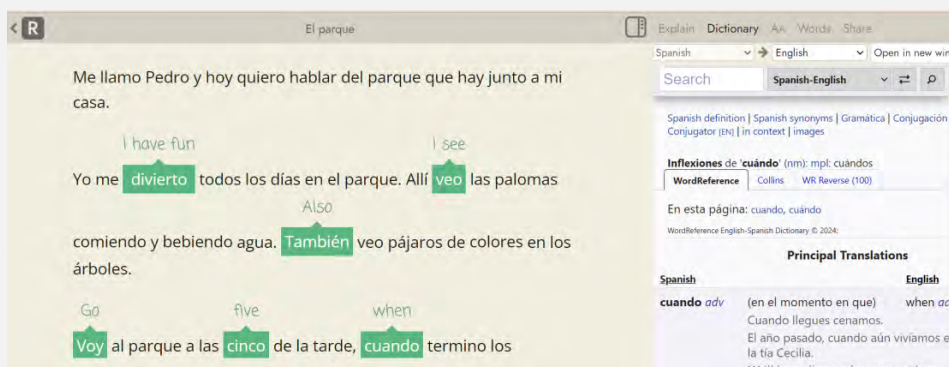 < R El parque Explain Dictionary Aa Words Share
Spanish → English Open in new win
Search Spanish-English
Me llamo Pedro y hoy quiero hablar del parque que hay junto a mi
casa.
I have fun I see
Yo me divierto todos los días en el parque. Allí veo las palomas
Also
comiendo y bebiendo agua. También veo pájaros de colores en los
árboles.
Go five when
Voy al parque a las cinco de la tarde, cuando termino los
Spanish definition | Spanish synonyms | Gramática | Conjugación
Conjugator [EN] | in context | images
Inflexiones de 'cuándo' (nm): mpl: cuándos
WordReference Collins WR Reverse (100)
En esta página: cuando, cuándo
WordReference English-Spanish Dictionary © 2024:
Principal Translations
Spanish English
cuando adv (en el momento en que) when ad
Cuando llegues cenamos.
El año pasado, cuando aún vivíamos e
la tía Cecilia.